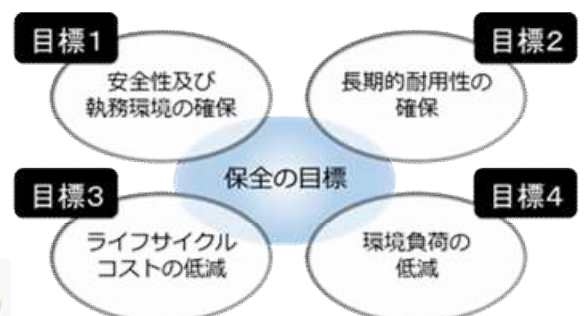 目標1
安全性及び
執務環境の確保
目標2
長期的耐用性の
確保
保全の目標
目標3
ライフサイクル
コストの低減
目標4
環境負荷の
低減